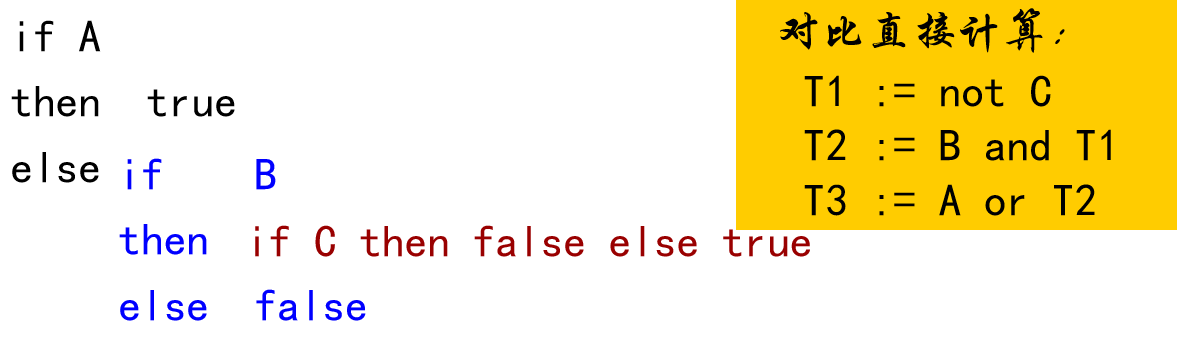 if A
then true
else if B
then if C then false else true
else false
对比直接计算：
T1 := not C
T2 := B and T1
T3 := A or T2